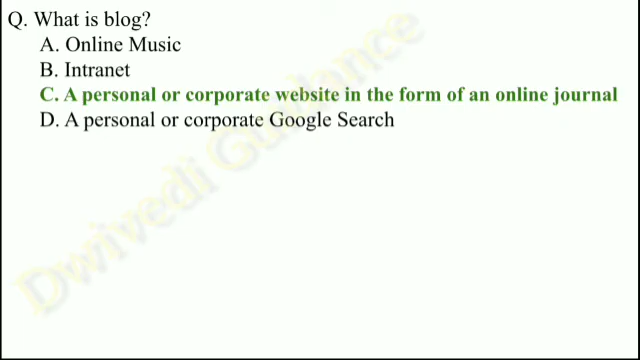 Q. What is blog?
A. Online Music
B. Intranet
C. A personal or corporate website in the form of an online journal
D. A personal or corporate Google Search
Dwivedi Guidance